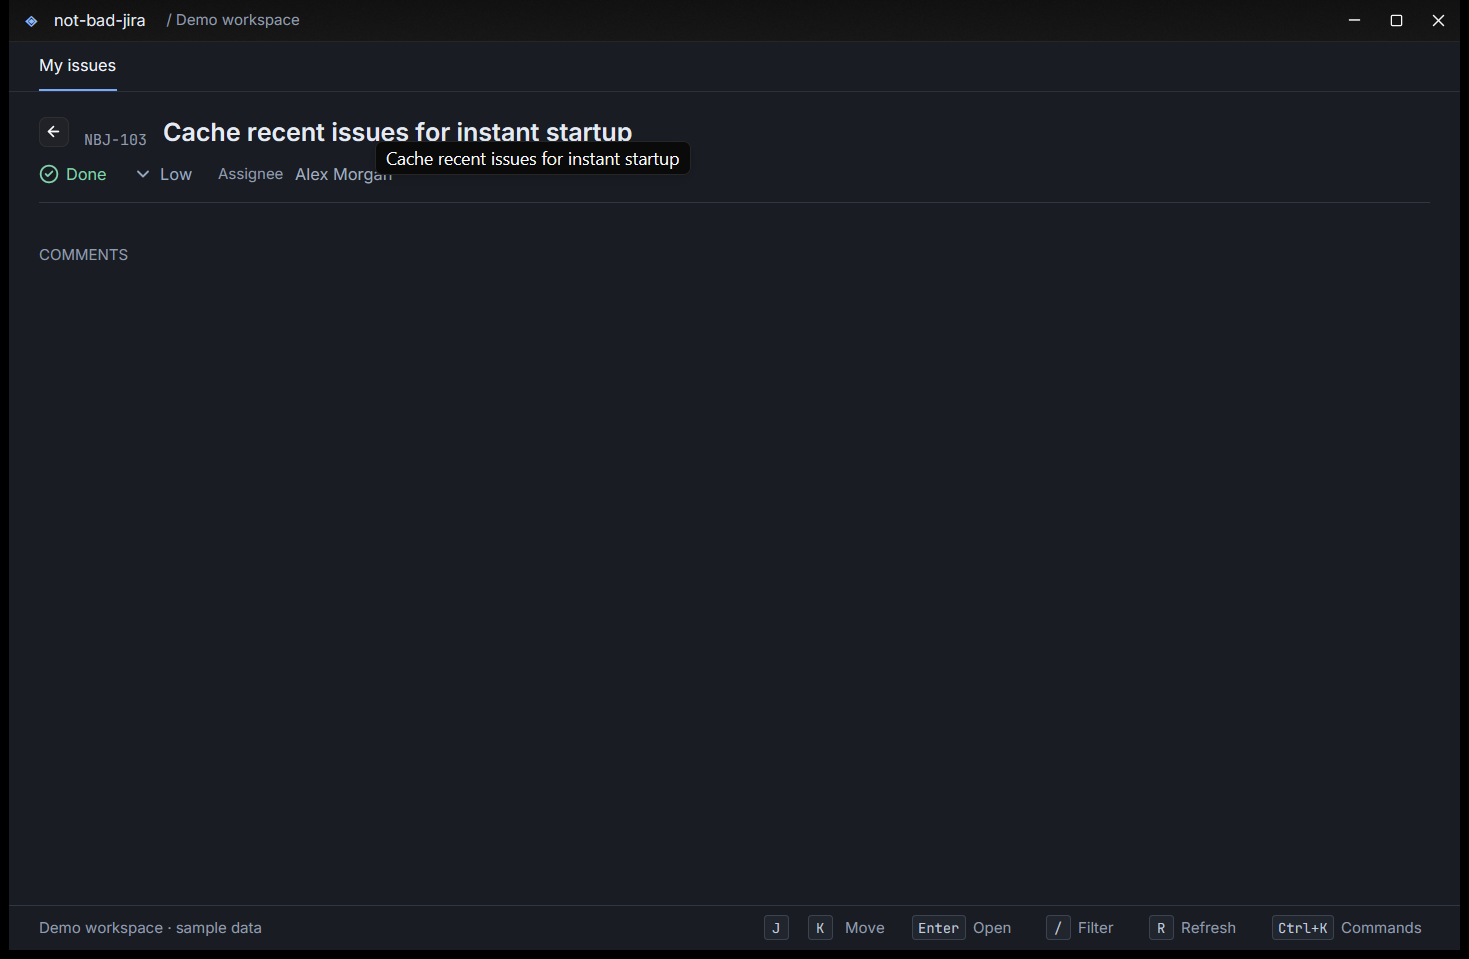 not-bad-jira / Demo workspace
My issues
NBJ-103 Cache recent issues for instant startup
Cache recent issues for instant startup
Done Low Assignee Alex Morgan
COMMENTS
Demo workspace · sample data J K Move Enter Open / Filter R Refresh Ctrl+K Commands